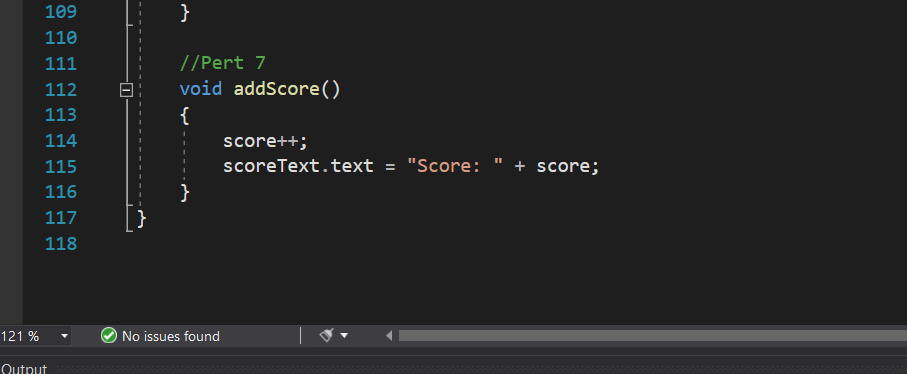 109 }
110
111 //Pert 7
112 void addScore()
113 {
114 score++;
115 scoreText.text = "Score: " + score;
116 }
117 }
118
121 % No issues found
Output